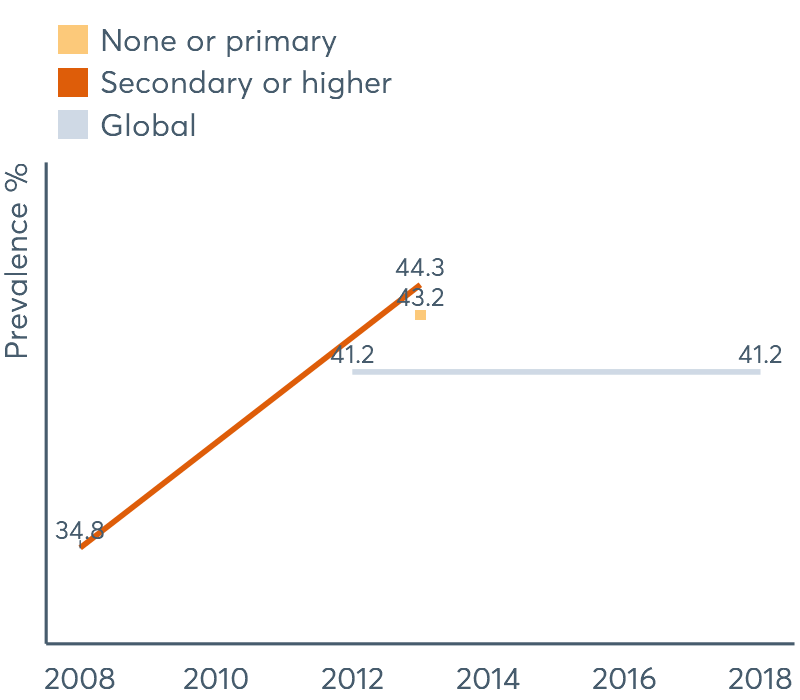 None or primary
Secondary or higher
Global
Prevalence %
44.3
43.2
41.2
41.2
34.8
2008 2010 2012 2014 2016 2018